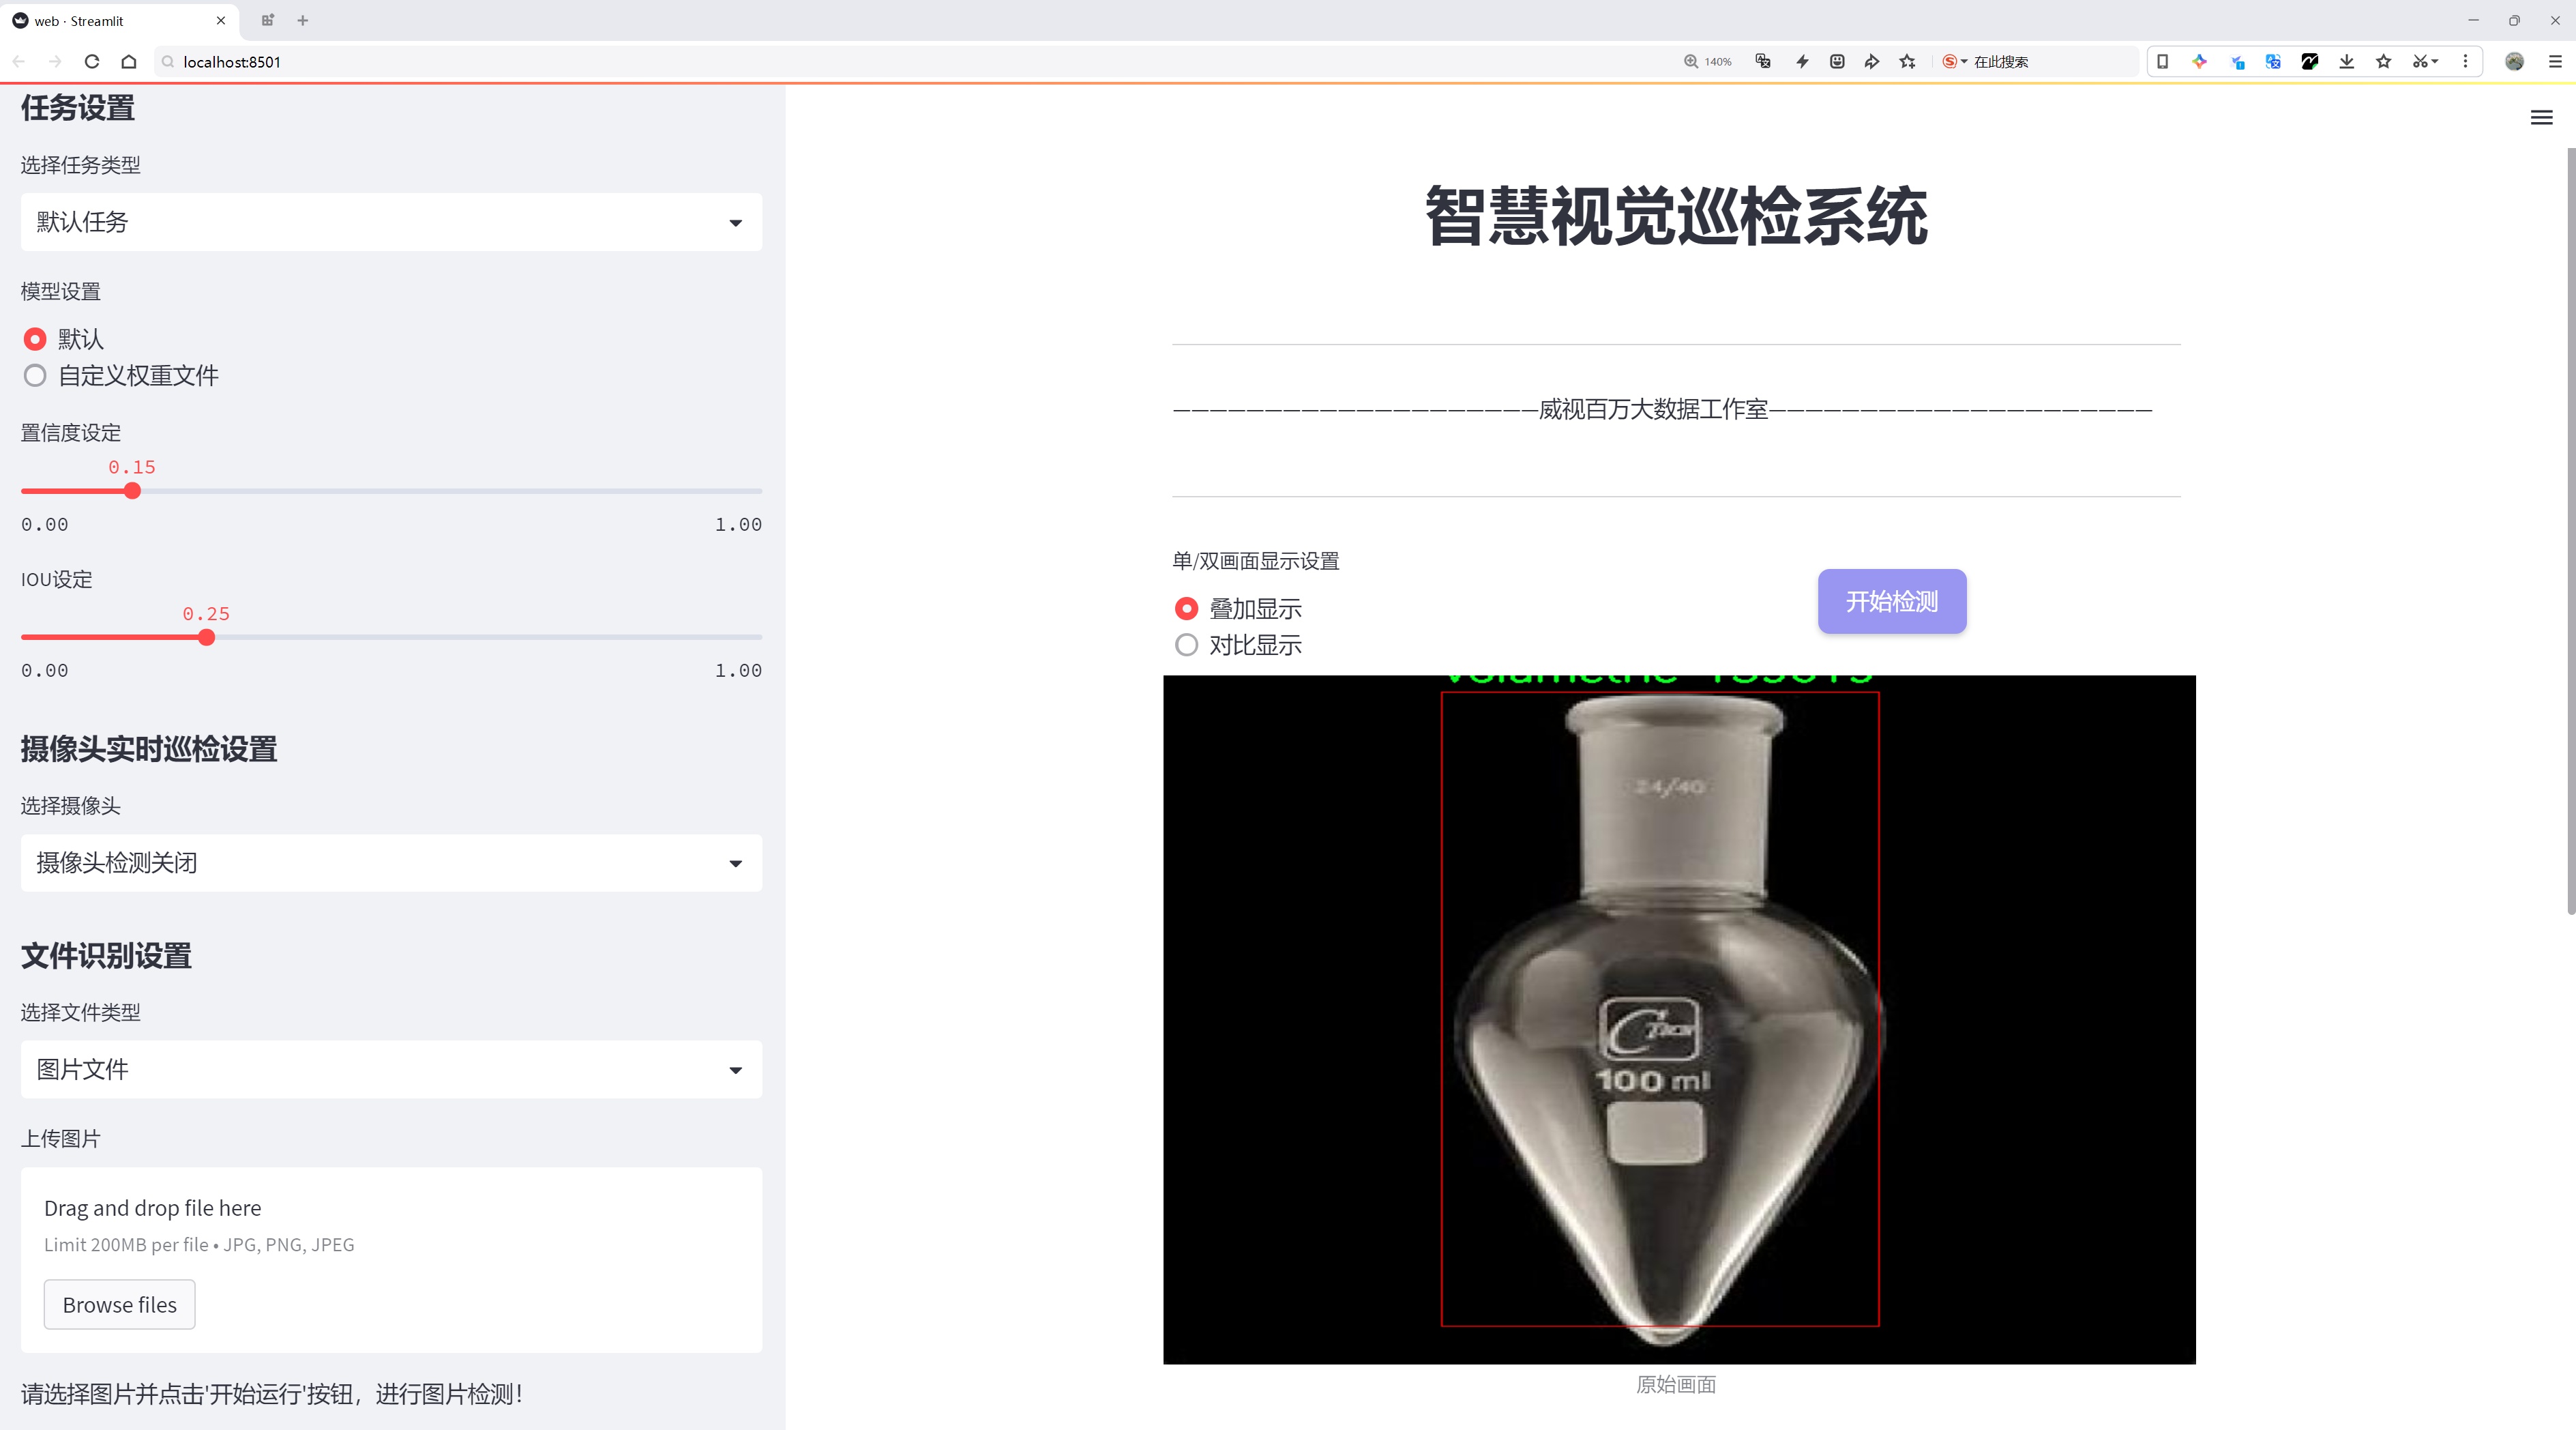 web · Streamlit
localhost:8501
140%
在此搜索
任务设置
选择任务类型
默认任务
模型设置
默认
自定义权重文件
置信度设定
0.15
0.00 1.00
IOU设定
0.25
0.00 1.00
摄像头实时巡检设置
选择摄像头
摄像头检测关闭
文件识别设置
选择文件类型
图片文件
上传图片
Drag and drop file here
Limit 200MB per file • JPG, PNG, JPEG
Browse files
请选择图片并点击'开始运行'按钮，进行图片检测！
智慧视觉巡检系统
————————————————————威视百万大数据工作室—————————————————————
单/双画面显示设置
叠加显示
对比显示
开始检测
24/40
100 ml
原始画面